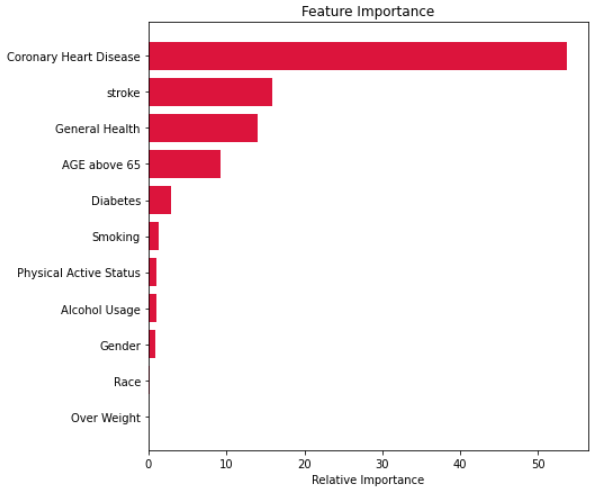 Feature Importance
Coronary Heart Disease
stroke
General Health
AGE above 65
Diabetes
Smoking
Physical Active Status
Alcohol Usage
Gender
Race
Over Weight
0 10 20 30 40 50
Relative Importance